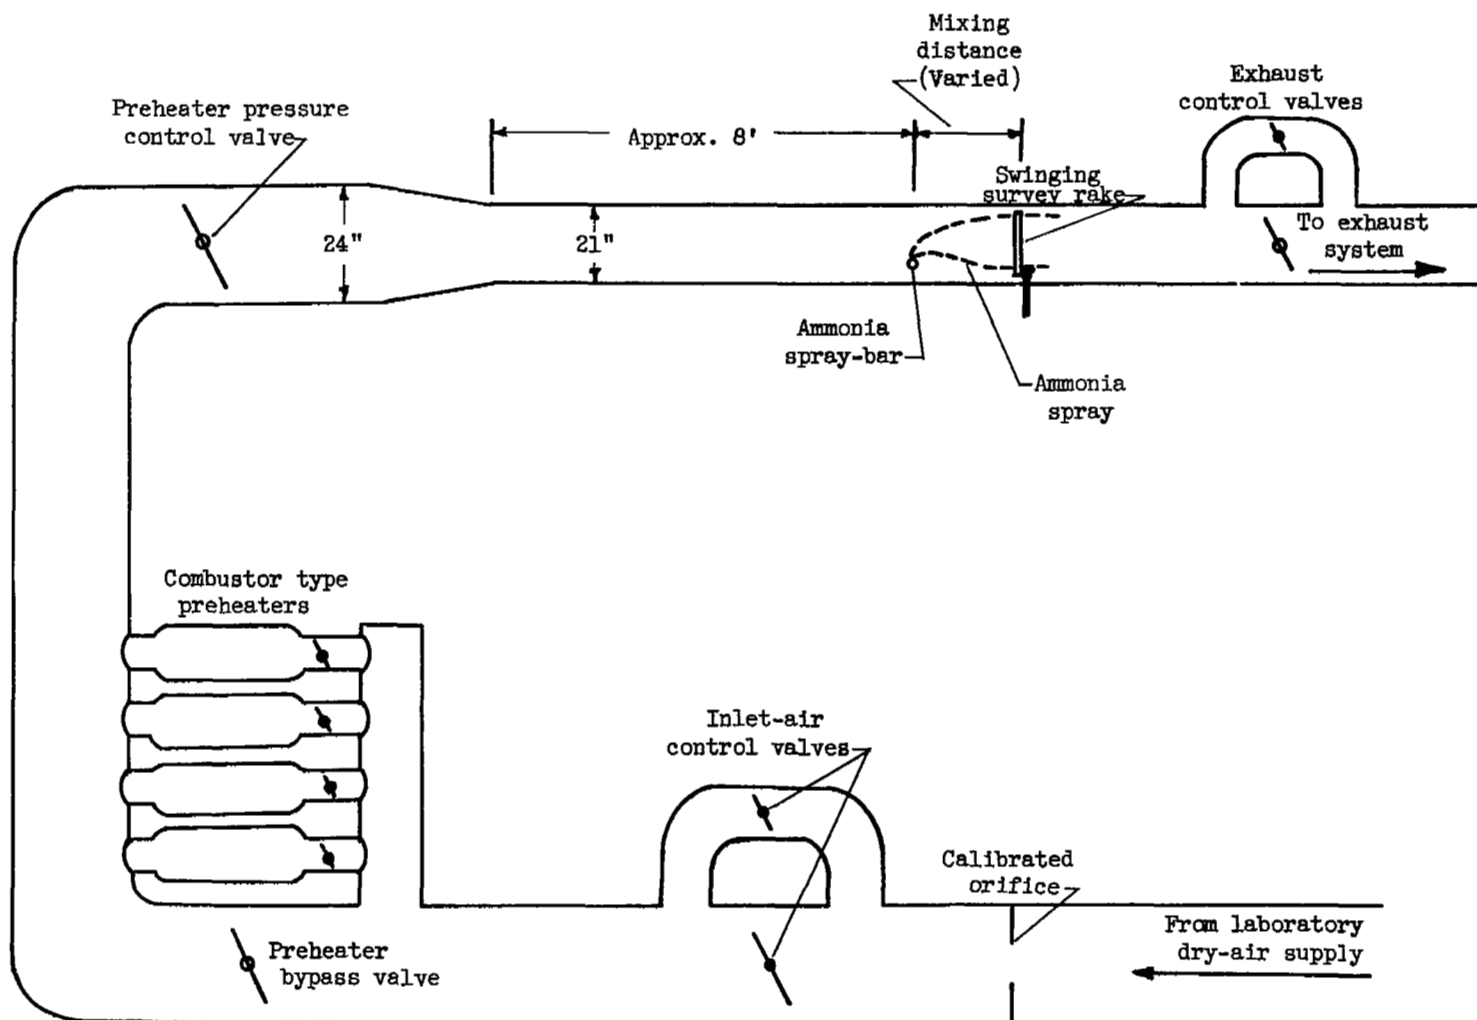 Mixing
distance
(Varied)
Exhaust
control valves
Preheater pressure
control valve
Approx. 8'
Swinging
survey rake
24"
21"
To exhaust
system
Ammonia
spray-bar
Ammonia
spray
Combustor type
preheaters
Inlet-air
control valves
Calibrated
orifice
From laboratory
dry-air supply
Preheater
bypass valve